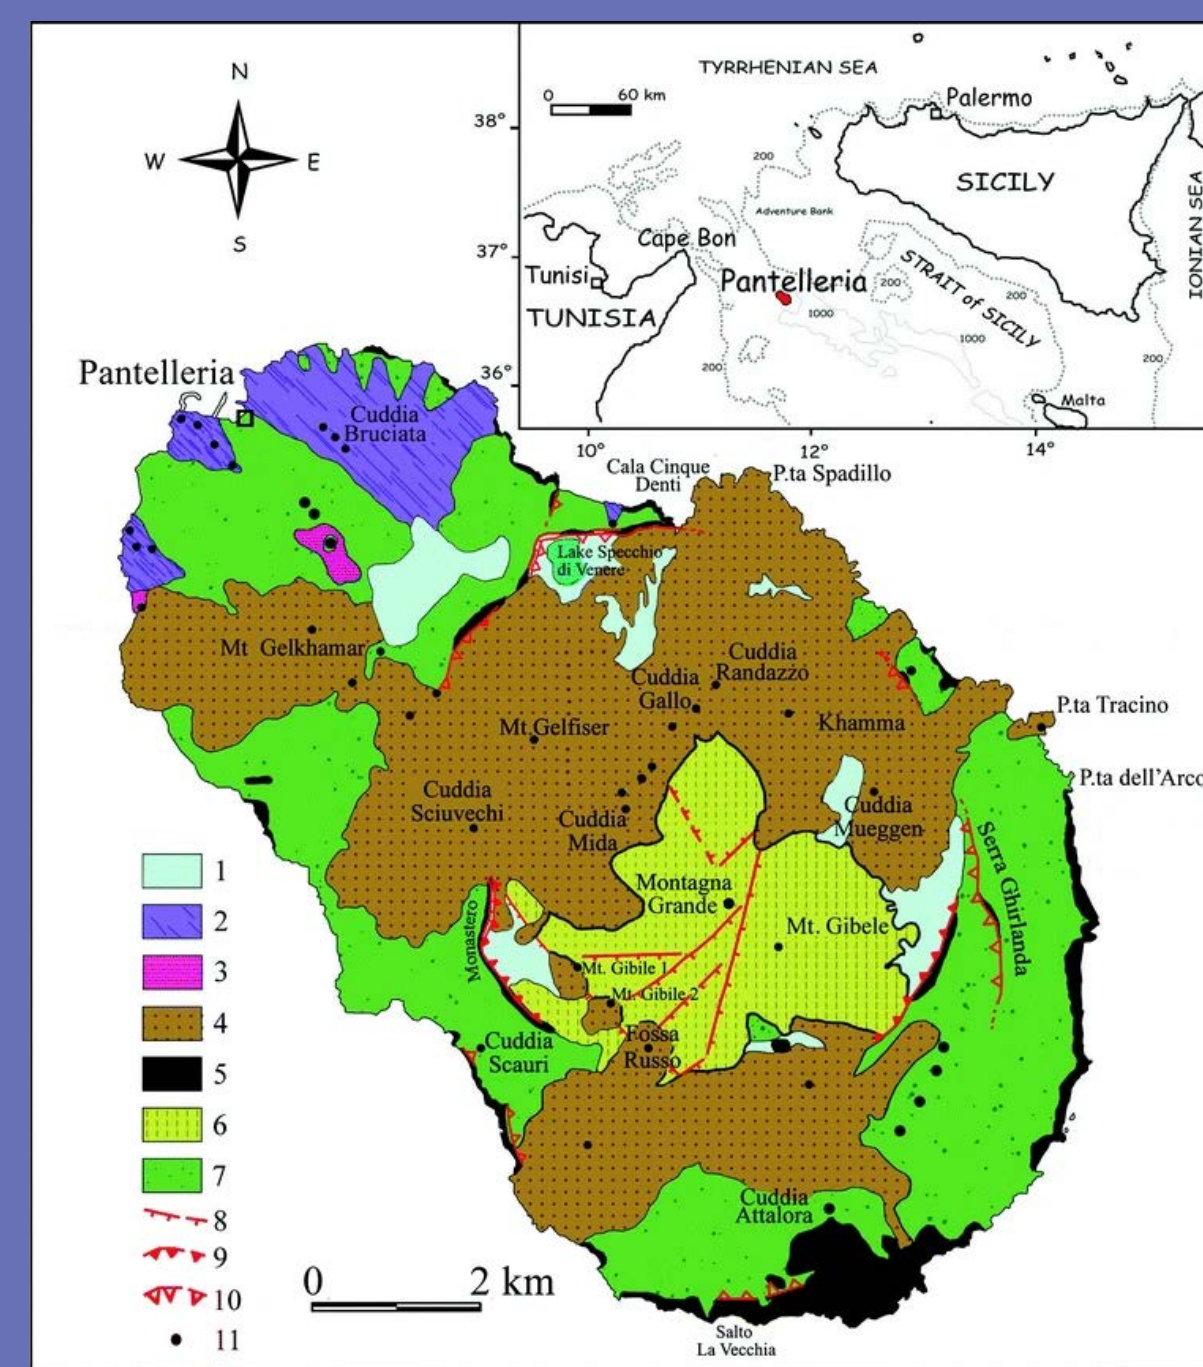 N
W
E
S
TYRRHENIAN SEA
0
60 km
Palermo
38°
200
SICILY
Adventure Bank
IONIAN SEA
37°
Cape Bon
STRAIT of SICILY
Tunisi
Pantelleria
200
200
TUNISIA
1000
1000
200
200
36°
Malta
10°
12°
14°
Pantelleria
Cuddia
Bruciata
Cala Cinque
Denti
P.ta Spadillo
Lake Specchio
di Venere
Mt Gelkhamar
Cuddia
Randazzo
Cuddia
Gallo
Khamma
P.ta Tracino
Mt.Gelfiser
P.ta dell'Arco
Cuddia
Sciuvechi
Cuddia
Mida
Cuddia
Mueggen
Serra Ghirlanda
Montagna
Grande
Mt. Gibele
Monastero
Mt. Gibile 1
Mt. Gibile 2
Fossa
Russo
Cuddia
Scauri
Cuddia
Attalora
Salto
La Vecchia
1
2
3
4
5
6
7
8
9
10
11
0
2 km